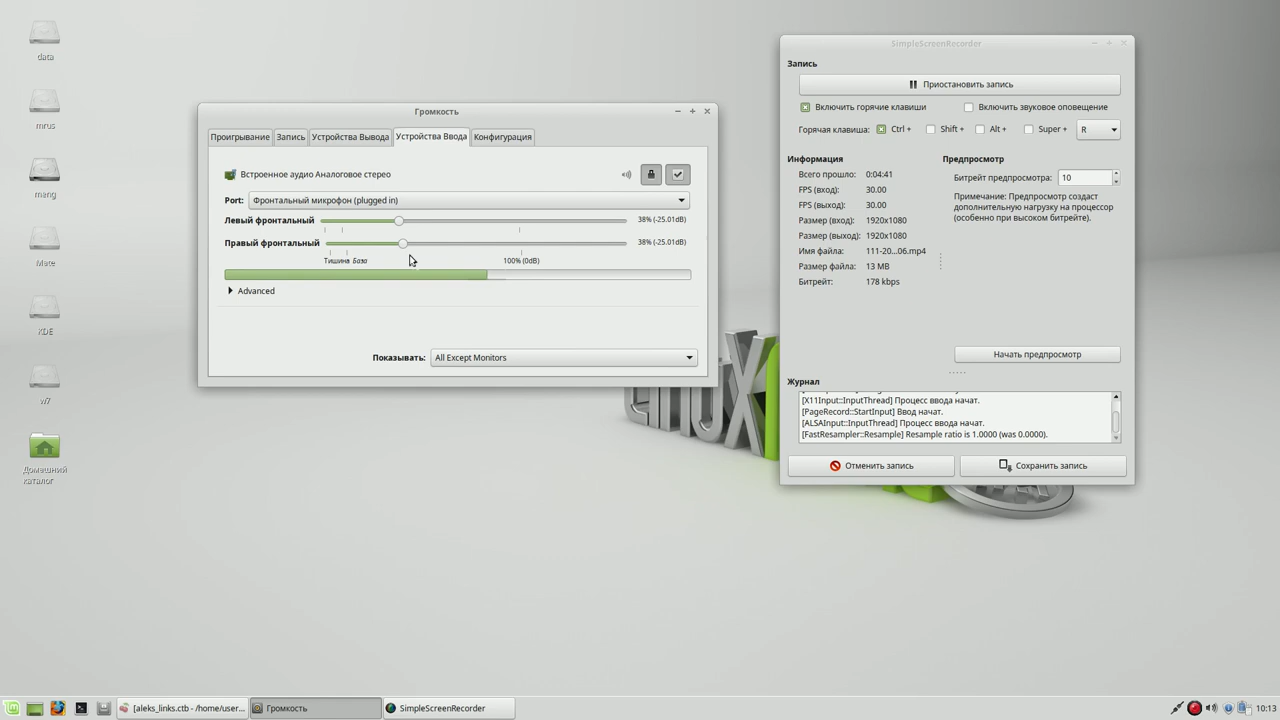 data
mrus
mang
Mate
KDE
w7
Домашний
каталог
Громкость
Проигрывание
Запись
Устройства Вывода
Устройства Ввода
Конфигурация
Встроенное аудио Аналоговое стерео
Port:
Фронтальный микрофон (plugged in)
Левый фронтальный
38% (-25.01dB)
Правый фронтальный
38% (-25.01dB)
Тишина
База
100% (0dB)
Advanced
Показывать:
All Except Monitors
SimpleScreenRecorder
Запись
Приостановить запись
Включить горячие клавиши
Включить звуковое оповещение
Горячая клавиша:
Ctrl +
Shift +
Alt +
Super +
R
Информация
Всего прошло: 0:04:41
FPS (вход): 30.00
FPS (выход): 30.00
Размер (вход): 1920x1080
Размер (выход): 1920x1080
Имя файла: 111-20...06.mp4
Размер файла: 13 MB
Битрейт: 178 kbps
Предпросмотр
Битрейт предпросмотра: 10
Примечание: Предпросмотр создаст
дополнительную нагрузку на процессор
(особенно при высоком битрейте).
Начать предпросмотр
Журнал
[X11Input::InputThread] Процесс ввода начат.
[PageRecord::StartInput] Ввод начат.
[ALSAInput::InputThread] Процесс ввода начат.
[FastResampler::Resample] Resample ratio is 1.0000 (was 0.0000).
Отменить запись
Сохранить запись
[aleks_links.ctb - /home/user...
Громкость
SimpleScreenRecorder
10:13